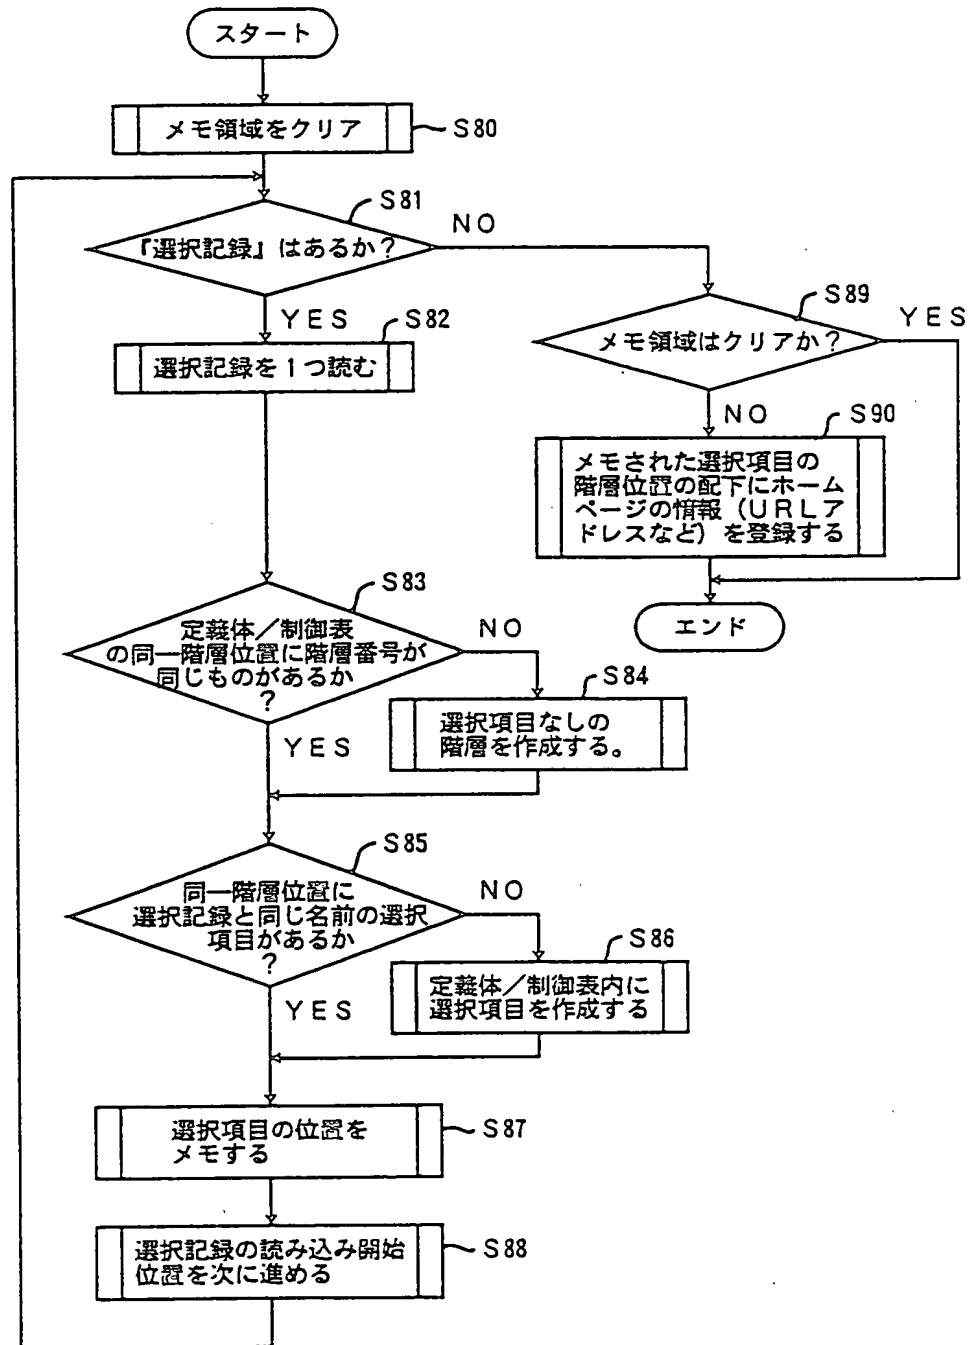 スタート
メモ領域をクリア
S80
S81
『選択記録』はあるか？
NO
YES
S82
選択記録を１つ読む
S89
メモ領域はクリアか？
YES
NO
S90
メモされた選択項目の
階層位置の配下にホーム
ページの情報（ＵＲＬア
ドレスなど）を登録する
エンド
S83
定義体／制御表
の同一階層位置に階層番号が
同じものがあるか
？
NO
YES
S84
選択項目なしの
階層を作成する。
S85
同一階層位置に
選択記録と同じ名前の選択
項目があるか
？
NO
YES
S86
定義体／制御表内に
選択項目を作成する
選択項目の位置を
メモする
S87
選択記録の読み込み開始
位置を次に進める
S88